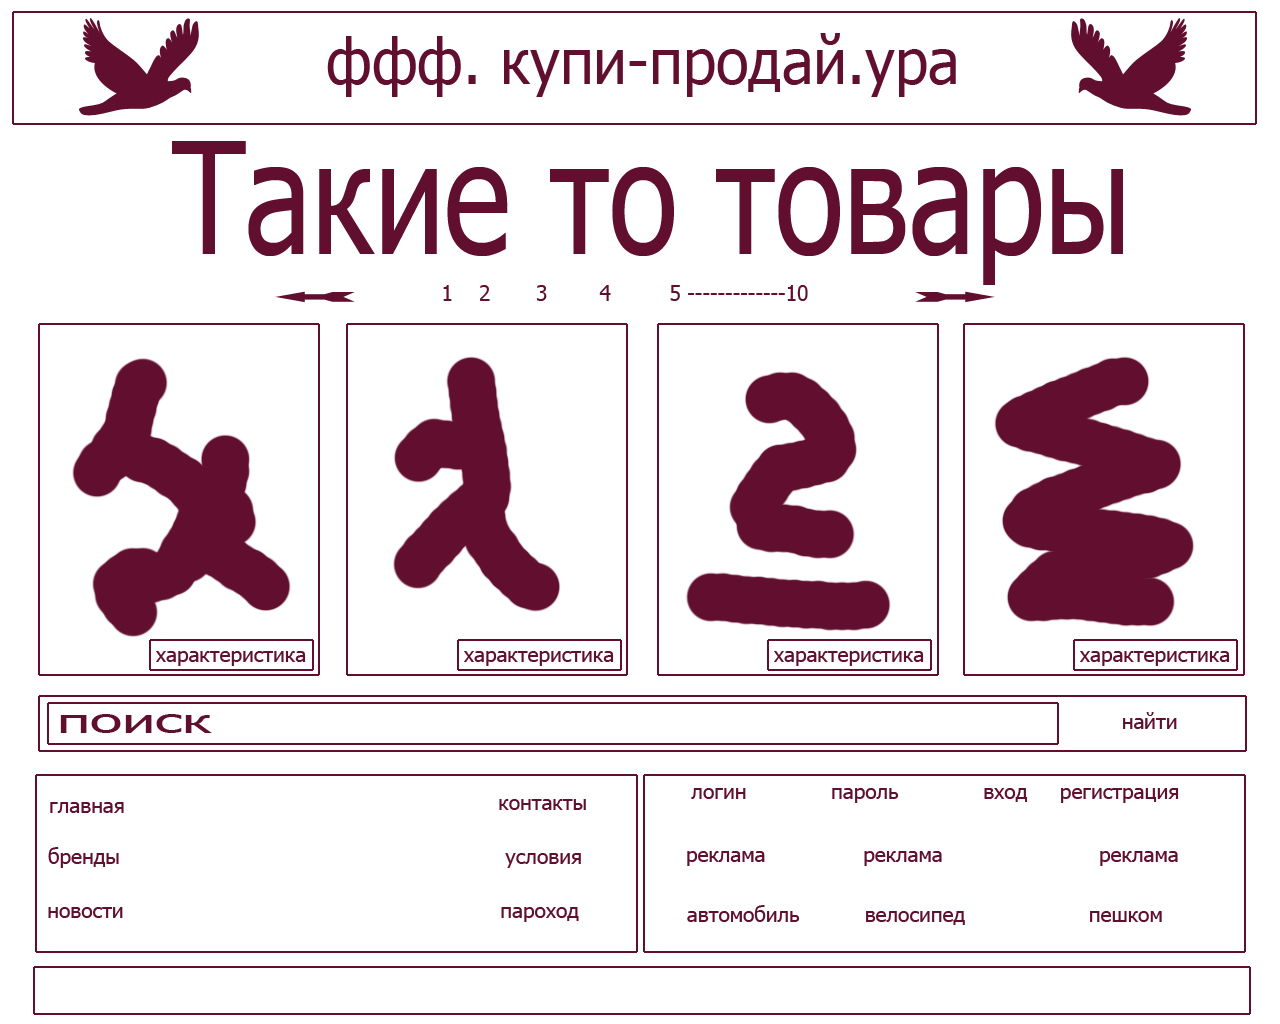 ффф. купи-продай.ура
Такие то товары
1 2 3 4 5 -------------10
характеристика характеристика характеристика характеристика
поиск найти
главная контакты
бренды условия
новости пароход
логин пароль вход регистрация
реклама реклама реклама
автомобиль велосипед пешком